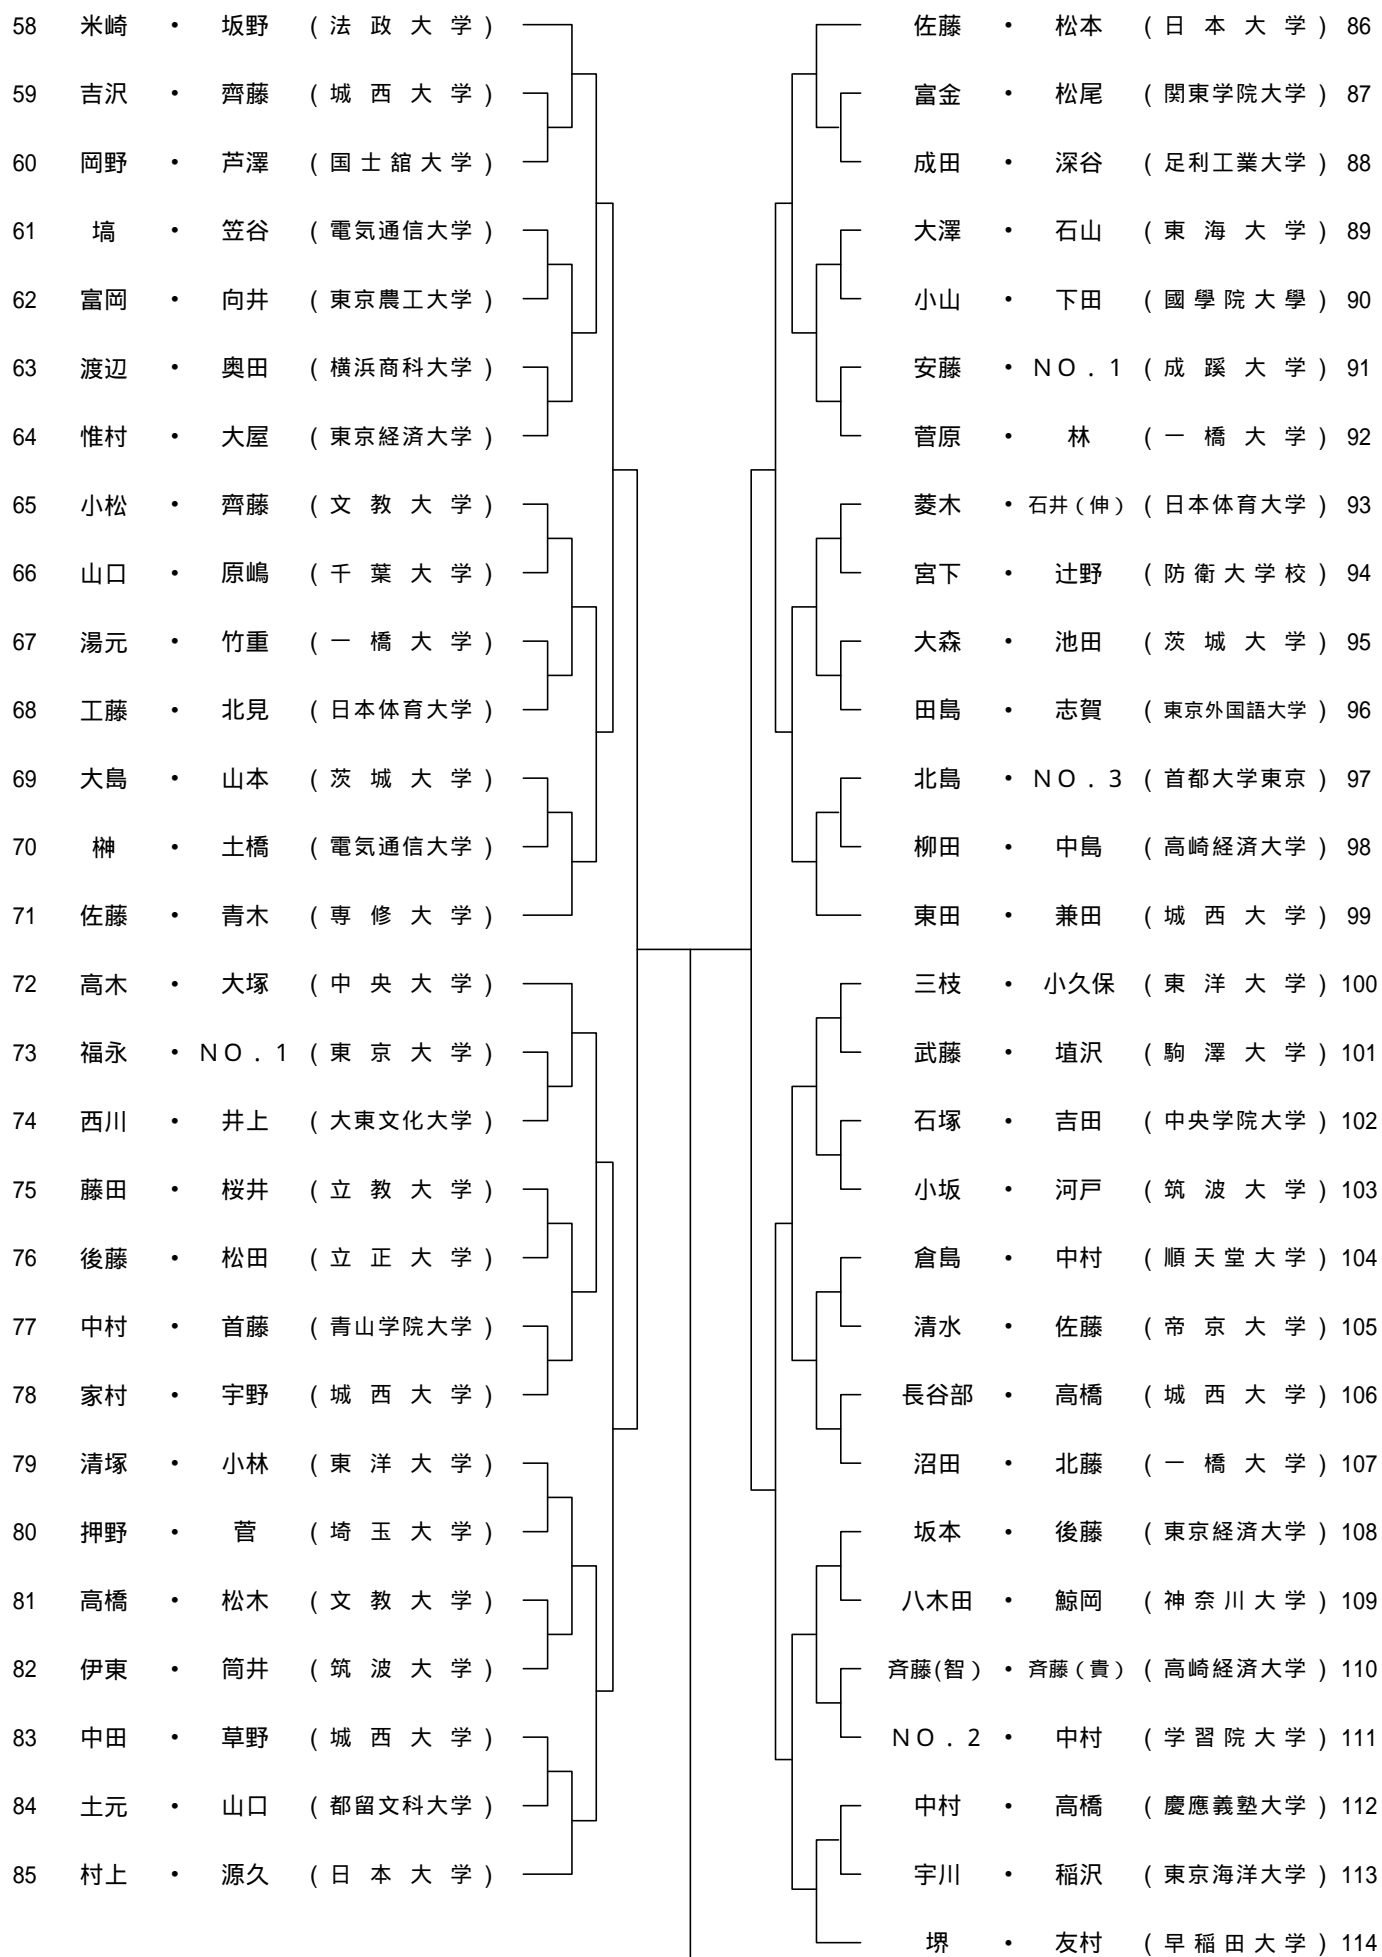 58 米崎 ・ 坂野 ( 法 政 大 学 )
59 吉沢 ・ 齊藤 ( 城 西 大 学 )
60 岡野 ・ 芦澤 ( 国 士 舘 大 学 )
61 塙 ・ 笠谷 ( 電気通信大学 )
62 富岡 ・ 向井 ( 東京農工大学 )
63 渡辺 ・ 奥田 ( 横浜商科大学 )
64 惟村 ・ 大屋 ( 東京経済大学 )
65 小松 ・ 齊藤 ( 文 教 大 学 )
66 山口 ・ 原嶋 ( 千 葉 大 学 )
67 湯元 ・ 竹重 ( 一 橋 大 学 )
68 工藤 ・ 北見 ( 日本体育大学 )
69 大島 ・ 山本 ( 茨 城 大 学 )
70 榊 ・ 土橋 ( 電気通信大学 )
71 佐藤 ・ 青木 ( 専 修 大 学 )
72 高木 ・ 大塚 ( 中 央 大 学 )
73 福永 ・ ＮＯ．１ ( 東 京 大 学 )
74 西川 ・ 井上 ( 大東文化大学 )
75 藤田 ・ 桜井 ( 立 教 大 学 )
76 後藤 ・ 松田 ( 立 正 大 学 )
77 中村 ・ 首藤 ( 青山学院大学 )
78 家村 ・ 宇野 ( 城 西 大 学 )
79 清塚 ・ 小林 ( 東 洋 大 学 )
80 押野 ・ 菅 ( 埼 玉 大 学 )
81 高橋 ・ 松木 ( 文 教 大 学 )
82 伊東 ・ 筒井 ( 筑 波 大 学 )
83 中田 ・ 草野 ( 城 西 大 学 )
84 土元 ・ 山口 ( 都留文科大学 )
85 村上 ・ 源久 ( 日 本 大 学 )
佐藤 ・ 松本 ( 日 本 大 学 ) 86
富金 ・ 松尾 ( 関東学院大学 ) 87
成田 ・ 深谷 ( 足利工業大学 ) 88
大澤 ・ 石山 ( 東 海 大 学 ) 89
小山 ・ 下田 ( 國 學 院 大 學 ) 90
安藤 ・ ＮＯ．１ ( 成 蹊 大 学 ) 91
菅原 ・ 林 ( 一 橋 大 学 ) 92
菱木 ・ 石井（伸） ( 日本体育大学 ) 93
宮下 ・ 辻野 ( 防 衛 大 学 校 ) 94
大森 ・ 池田 ( 茨 城 大 学 ) 95
田島 ・ 志賀 ( 東京外国語大学 ) 96
北島 ・ ＮＯ．３ ( 首都大学東京 ) 97
柳田 ・ 中島 ( 高崎経済大学 ) 98
東田 ・ 兼田 ( 城 西 大 学 ) 99
三枝 ・ 小久保 ( 東 洋 大 学 ) 100
武藤 ・ 埴沢 ( 駒 澤 大 学 ) 101
石塚 ・ 吉田 ( 中央学院大学 ) 102
小坂 ・ 河戸 ( 筑 波 大 学 ) 103
倉島 ・ 中村 ( 順 天 堂 大 学 ) 104
清水 ・ 佐藤 ( 帝 京 大 学 ) 105
長谷部 ・ 高橋 ( 城 西 大 学 ) 106
沼田 ・ 北藤 ( 一 橋 大 学 ) 107
坂本 ・ 後藤 ( 東京経済大学 ) 108
八木田 ・ 鯨岡 ( 神 奈 川 大 学 ) 109
斉藤(智） ・ 斉藤（貴） ( 高崎経済大学 ) 110
ＮＯ．２ ・ 中村 ( 学 習 院 大 学 ) 111
中村 ・ 高橋 ( 慶應義塾大学 ) 112
宇川 ・ 稲沢 ( 東京海洋大学 ) 113
堺 ・ 友村 ( 早 稲 田 大 学 ) 114